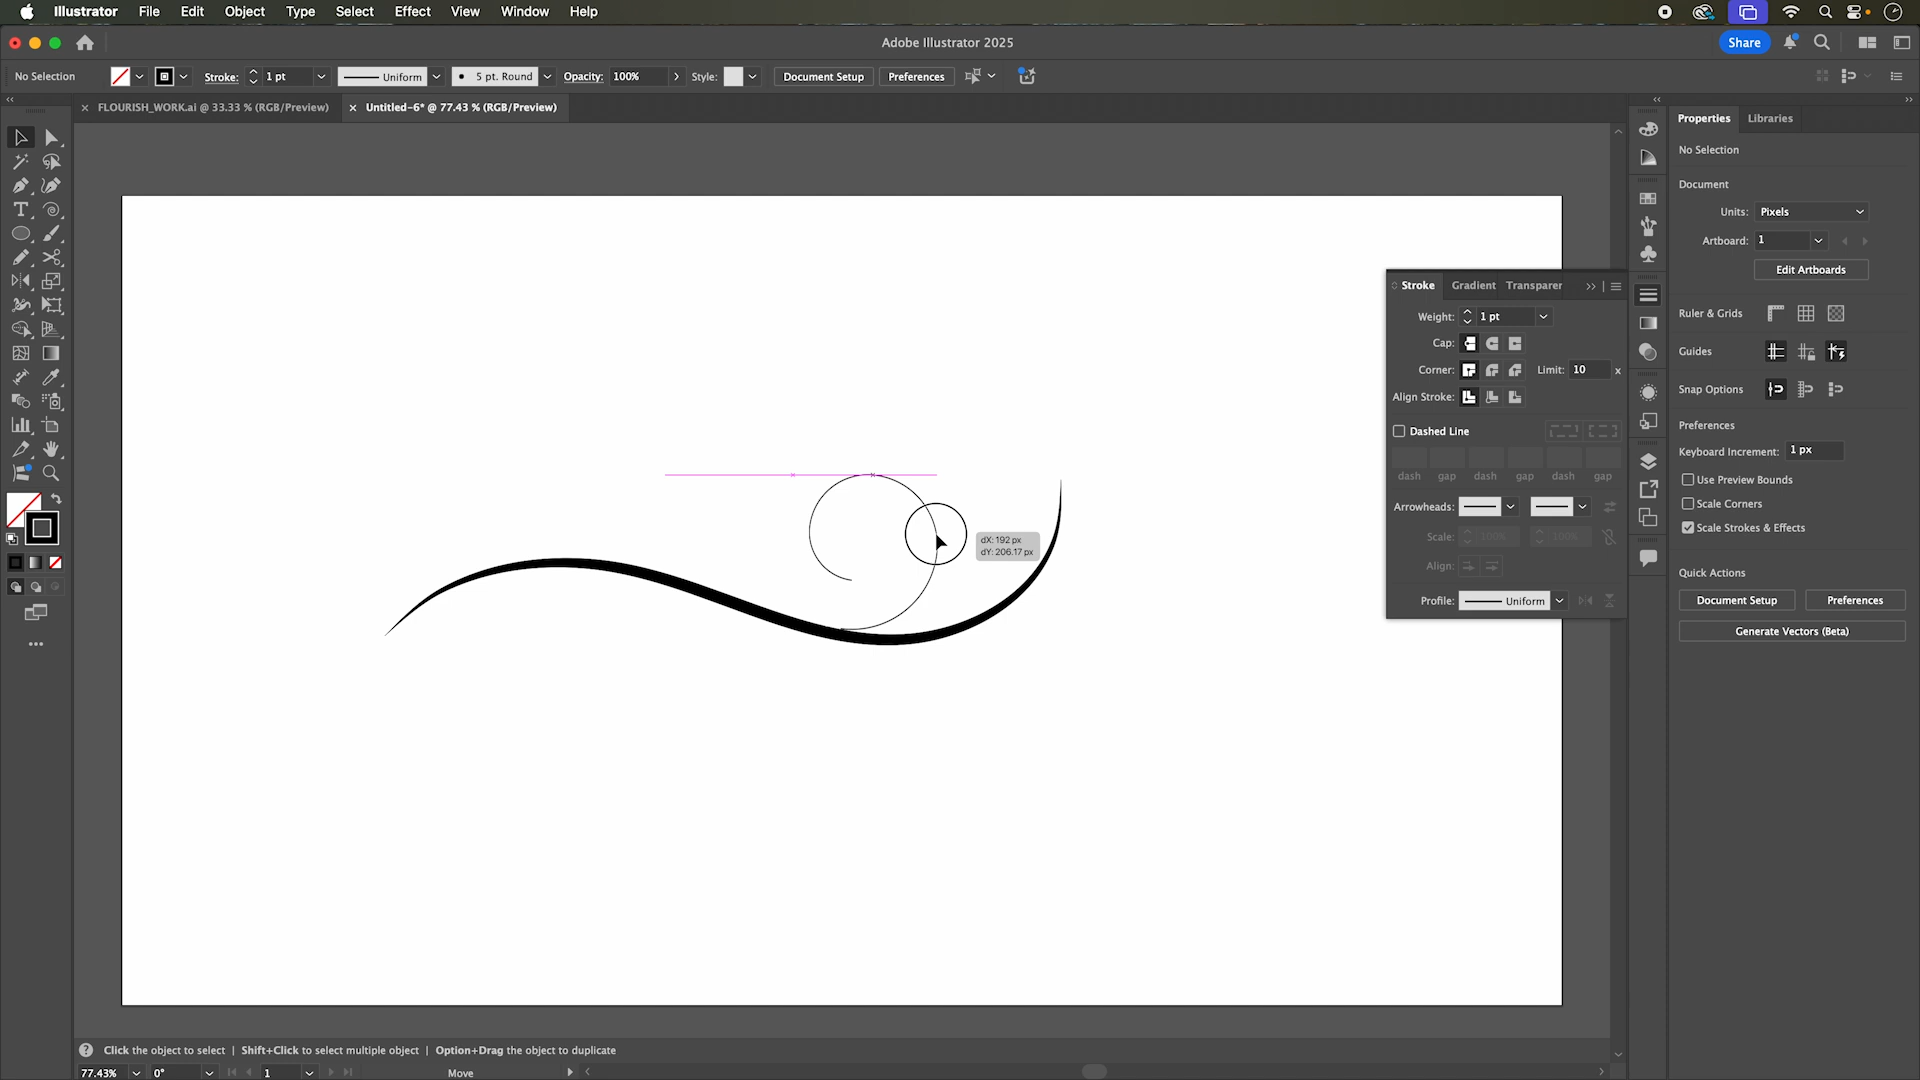 Illustrator File Edit Object Type Select Effect View Window Help
Adobe Illustrator 2025
Share
No Selection
Stroke: 1 pt
Uniform
5 pt. Round
Opacity: 100%
Style:
Document Setup
Preferences
FLOURISH_WORK.ai @ 33.33 % (RGB/Preview)
Untitled-6* @ 77.43 % (RGB/Preview)
Properties Libraries
No Selection
Document
Units: Pixels
Artboard: 1
Edit Artboards
Ruler & Grids
Guides
Snap Options
Preferences
Keyboard Increment: 1 px
Use Preview Bounds
Scale Corners
Scale Strokes & Effects
Quick Actions
Document Setup
Preferences
Generate Vectors (Beta)
Stroke Gradient Transparer
Weight: 1 pt
Cap:
Corner:
Limit: 10 x
Align Stroke:
Dashed Line
dash gap dash gap dash gap
Arrowheads:
Scale: 100% 100%
Align:
Profile: Uniform
dX: 192 px
dY: 206.17 px
Click the object to select | Shift+Click to select multiple object | Option+Drag the object to duplicate
77.43% 0° 1 Move